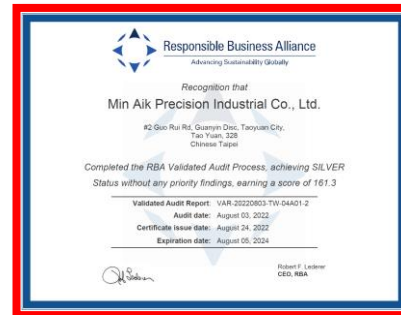 Responsible Business Alliance
Advancing Sustainability Globally
Recognition that
Min Aik Precision Industrial Co., Ltd.
#2 Guo Rui Rd, Guanyin Disc, Taoyuan City,
Tao Yuan, 328
Chinese Taipei
Completed the RBA Validated Audit Process, achieving SILVER
Status without any priority findings, earning a score of 161.3
Validated Audit Report: VAR-20220803-TW-04A01-2
Audit date: August 03, 2022
Certificate issue date: August 24, 2022
Expiration date: August 05, 2024
Robert F. Lederer
CEO, RBA